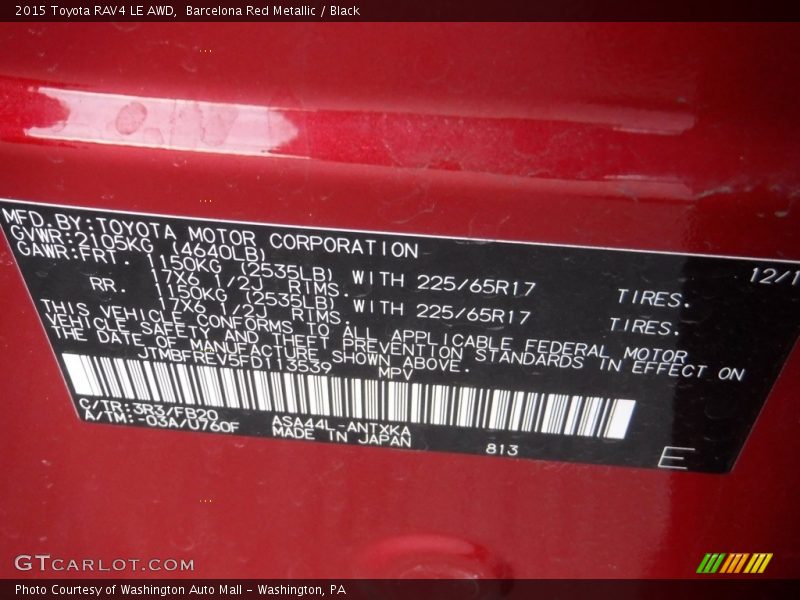 2015 Toyota RAV4 LE AWD, Barcelona Red Metallic / Black
MFD.BY:TOYOTA MOTOR CORPORATION 12/1
GVWR:2105KG (4640LB)
GAWR:FRT. 1150KG (2535LB) WITH 225/65R17 TIRES.
17X6 1/2J RIMS.
RR. 1150KG (2535LB) WITH 225/65R17 TIRES.
17X6 1/2J RIMS.
THIS VEHICLE CONFORMS TO ALL APPLICABLE FEDERAL MOTOR
VEHICLE SAFETY AND THEFT PREVENTION STANDARDS IN EFFECT ON
THE DATE OF MANUFACTURE SHOWN ABOVE.
JTMBFREV5FD113539 MPV
C/TR:3R3/FB20 ASA44L-ANTXKA
A/TM:-03A/U760F MADE IN JAPAN 813 E
GTCARLOT.COM
Photo Courtesy of Washington Auto Mall - Washington, PA